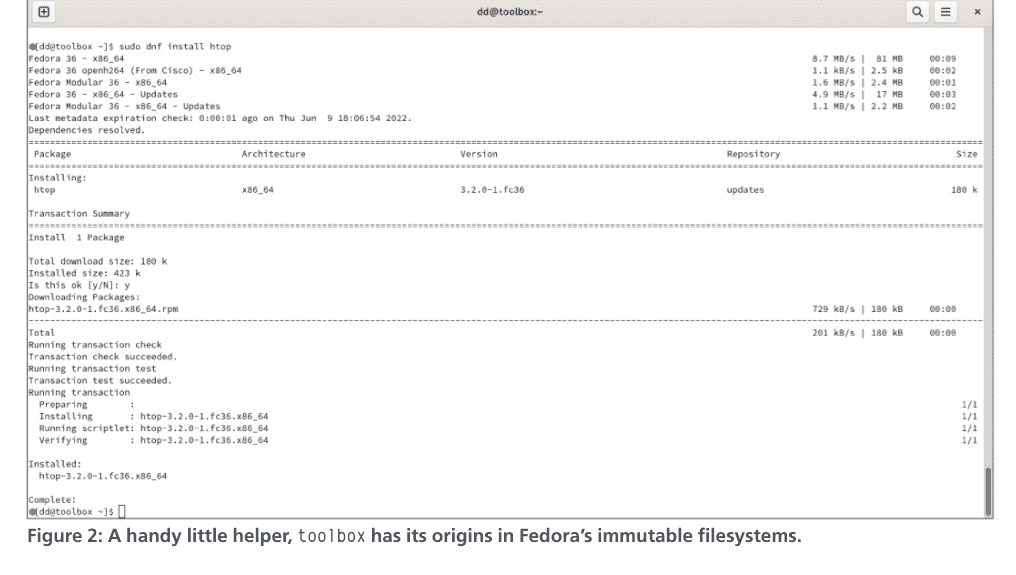 dd@toolbox:~
[dd@toolbox ~]$ sudo dnf install htop
Fedora 36 - x86_64 8.7 MB/s | 81 MB 00:09
Fedora 36 openh264 (From Cisco) - x86_64 1.1 kB/s | 2.5 kB 00:02
Fedora Modular 36 - x86_64 1.6 MB/s | 2.4 MB 00:01
Fedora 36 - x86_64 - Updates 4.9 MB/s | 17 MB 00:03
Fedora Modular 36 - x86_64 - Updates 1.1 MB/s | 2.2 MB 00:02
Last metadata expiration check: 0:00:01 ago on Thu Jun  9 18:06:54 2022.
Dependencies resolved.
Package Architecture Version Repository Size
Installing:
htop x86_64 3.2.0-1.fc36 updates 180 k
Transaction Summary
Install  1 Package
Total download size: 180 k
Installed size: 423 k
Is this ok [y/N]: y
Downloading Packages:
htop-3.2.0-1.fc36.x86_64.rpm 729 kB/s | 180 kB 00:00
Total 201 kB/s | 180 kB 00:00
Running transaction check
Transaction check succeeded.
Running transaction test
Transaction test succeeded.
Running transaction
Preparing : 1/1
Installing : htop-3.2.0-1.fc36.x86_64 1/1
Running scriptlet: htop-3.2.0-1.fc36.x86_64 1/1
Verifying : htop-3.2.0-1.fc36.x86_64 1/1
Installed:
htop-3.2.0-1.fc36.x86_64
Complete!
[dd@toolbox ~]$
Figure 2: A handy little helper, toolbox has its origins in Fedora’s immutable filesystems.